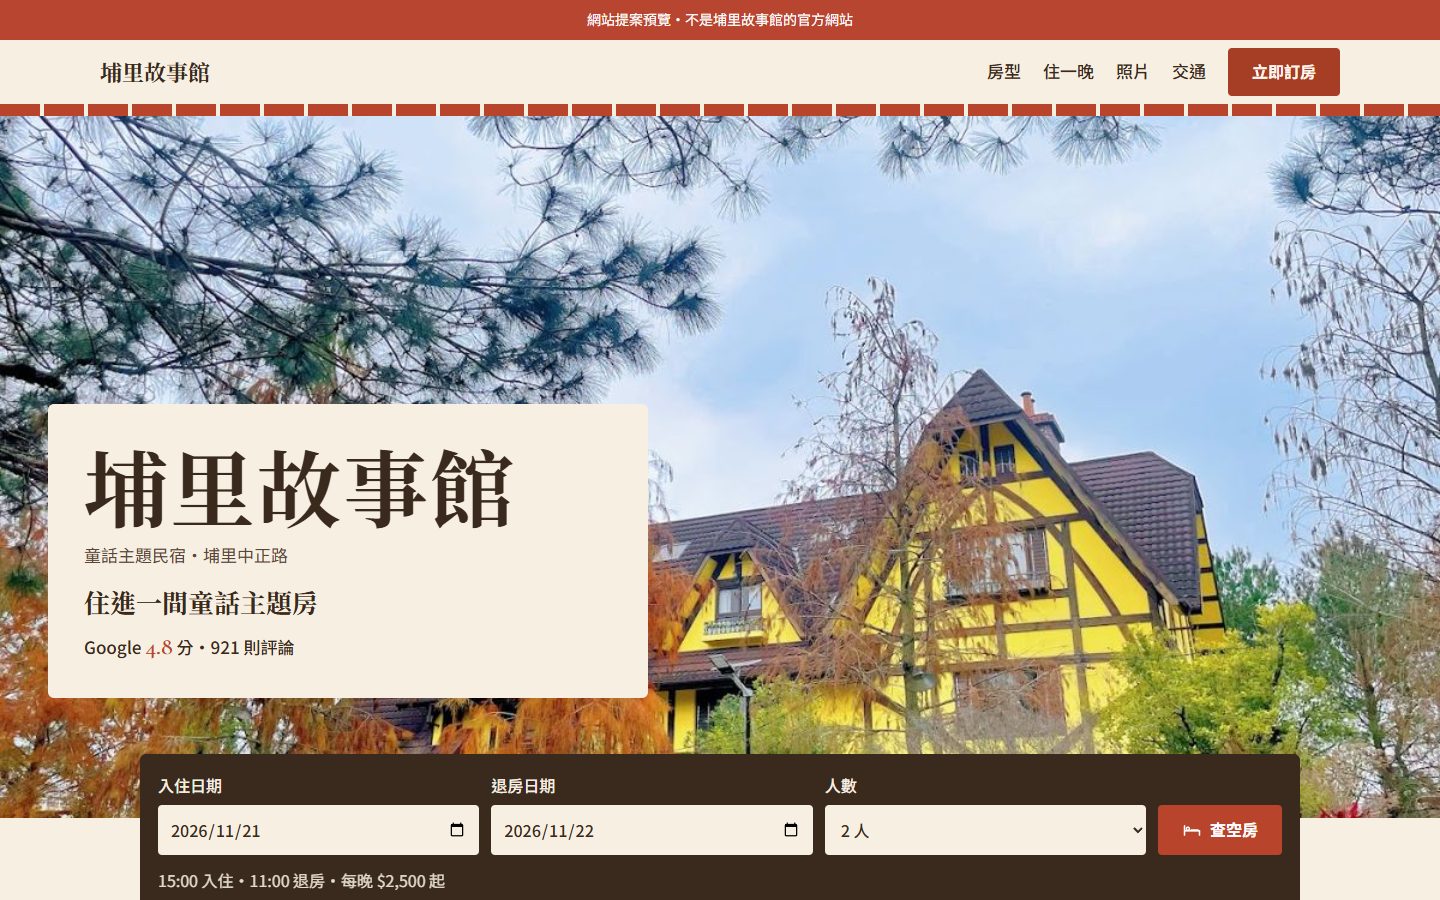 網站提案預覽・不是埔里故事館的官方網站
埔里故事館
房型 住一晚 照片 交通 立即訂房
埔里故事館
童話主題民宿・埔里中正路
住進一間童話主題房
Google 4.8 分・921 則評論
入住日期 退房日期 人數
2026/11/21 2026/11/22 2 人 查空房
15:00 入住・11:00 退房・每晚 $2,500 起